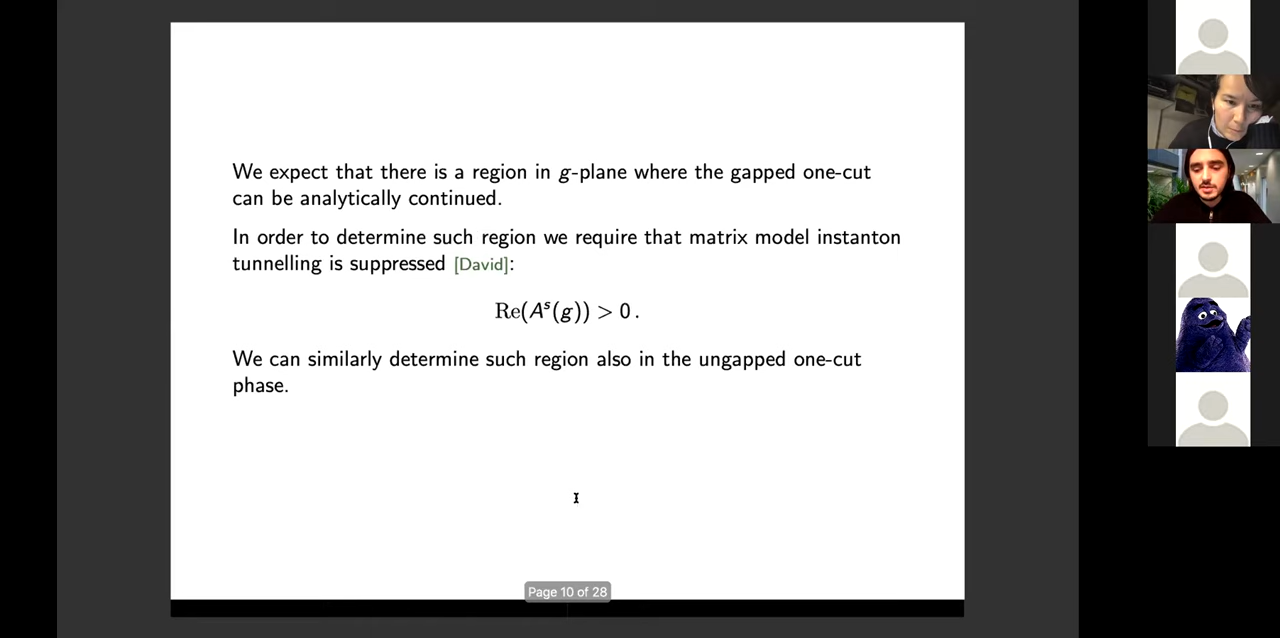 We expect that there is a region in g-plane where the gapped one-cut
can be analytically continued.
In order to determine such region we require that matrix model instanton
tunnelling is suppressed [David]:
Re(Aˢ(g)) > 0 .
We can similarly determine such region also in the ungapped one-cut
phase.
Page 10 of 28